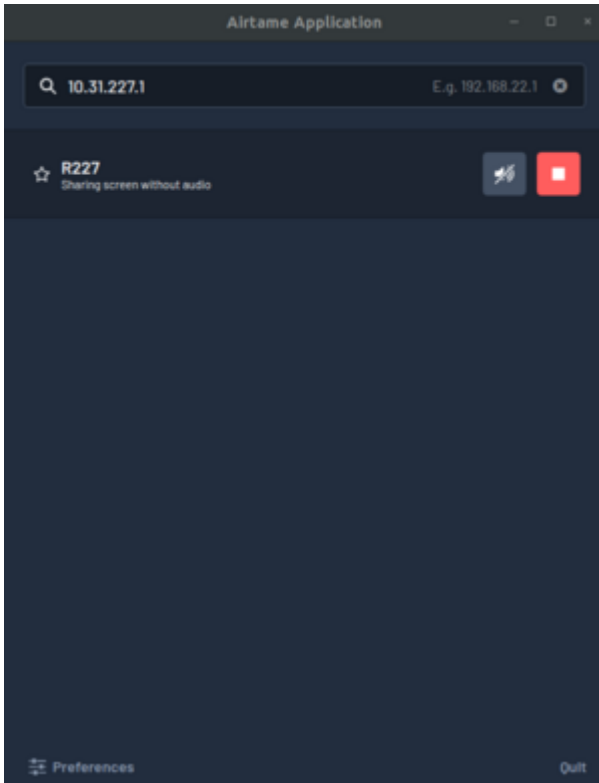 Airtame Application
10.31.227.1 E.g. 192.168.22.1
R227
Sharing screen without audio
Preferences Quit